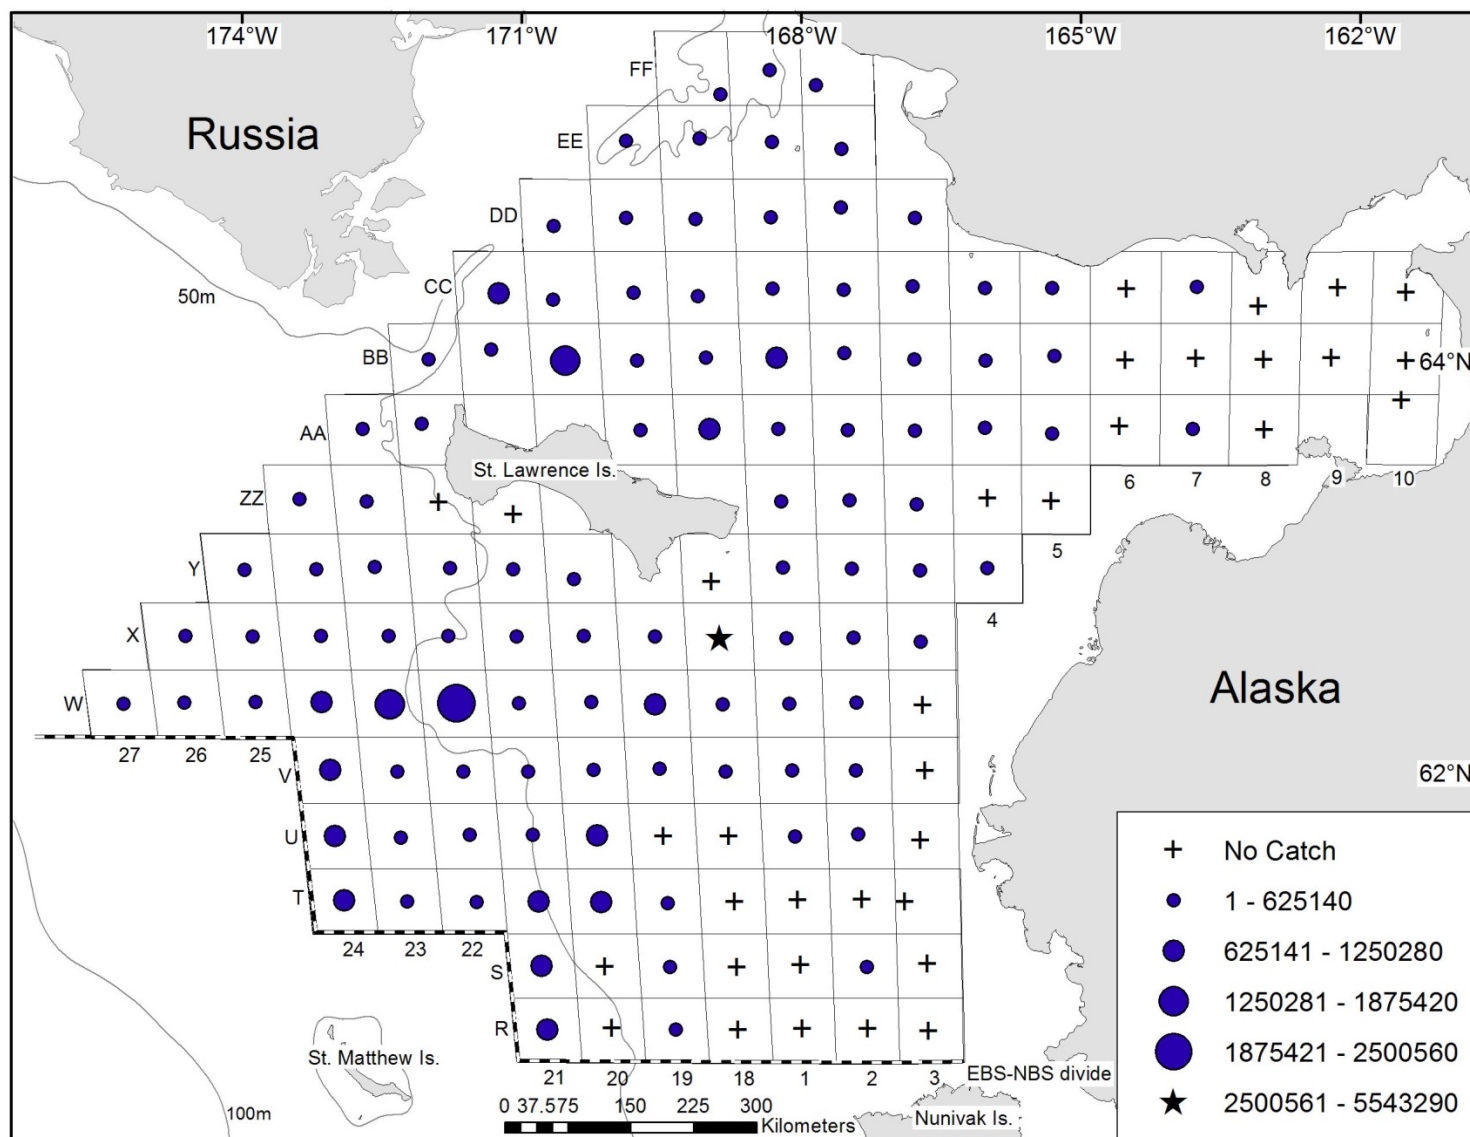 174°W 171°W 168°W 165°W 162°W
FF
Russia
EE
DD
CC
50m
BB
64°N
AA
St. Lawrence Is.
ZZ
6 7 8 9 10
5
Y
4
X
Alaska
W
27 26 25
V
62°N
U
T
24 23 22
S
R
St. Matthew Is.
21 20 19 18 1 2 3
EBS-NBS divide
100m
0 37.575 150 225 300
Kilometers
Nunivak Is.
No Catch
1 - 625140
625141 - 1250280
1250281 - 1875420
1875421 - 2500560
2500561 - 5543290